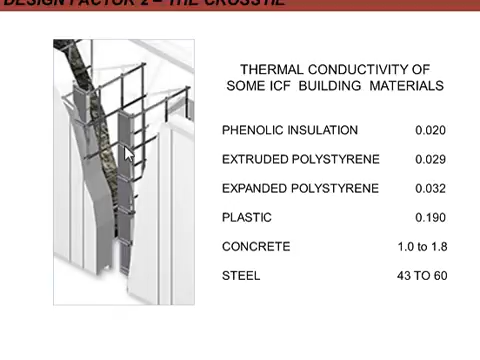 DESIGN FACTOR 2 – THE CROSSTIE
THERMAL CONDUCTIVITY OF
SOME ICF BUILDING MATERIALS
PHENOLIC INSULATION 0.020
EXTRUDED POLYSTYRENE 0.029
EXPANDED POLYSTYRENE 0.032
PLASTIC 0.190
CONCRETE 1.0 to 1.8
STEEL 43 TO 60